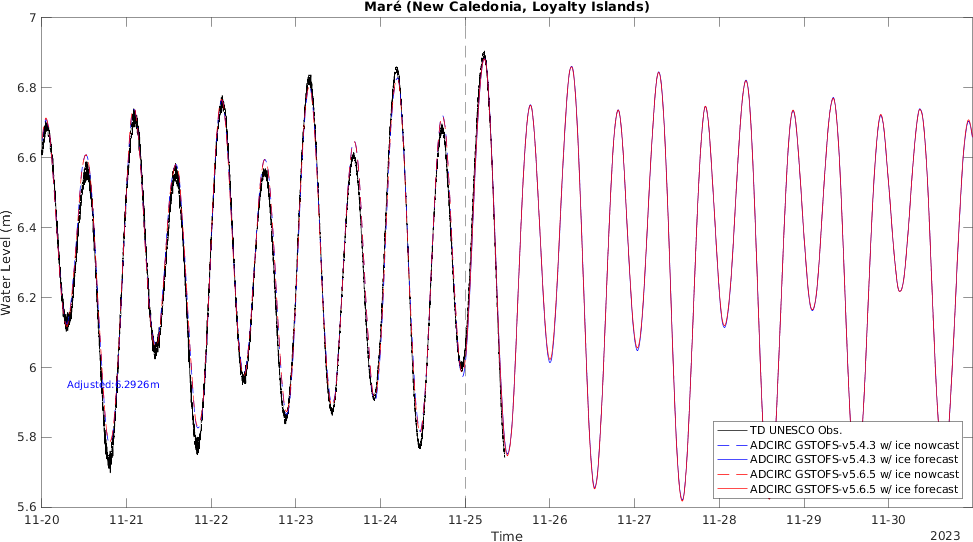 Maré (New Caledonia, Loyalty Islands)
7
6.8
6.6
6.4
6.2
6
5.8
5.6
Water Level (m)
Adjusted:6.2926m
TD UNESCO Obs.
ADCIRC GSTOFS-v5.4.3 w/ ice nowcast
ADCIRC GSTOFS-v5.4.3 w/ ice forecast
ADCIRC GSTOFS-v5.6.5 w/ ice nowcast
ADCIRC GSTOFS-v5.6.5 w/ ice forecast
11-20 11-21 11-22 11-23 11-24 11-25 11-26 11-27 11-28 11-29 11-30
Time
2023